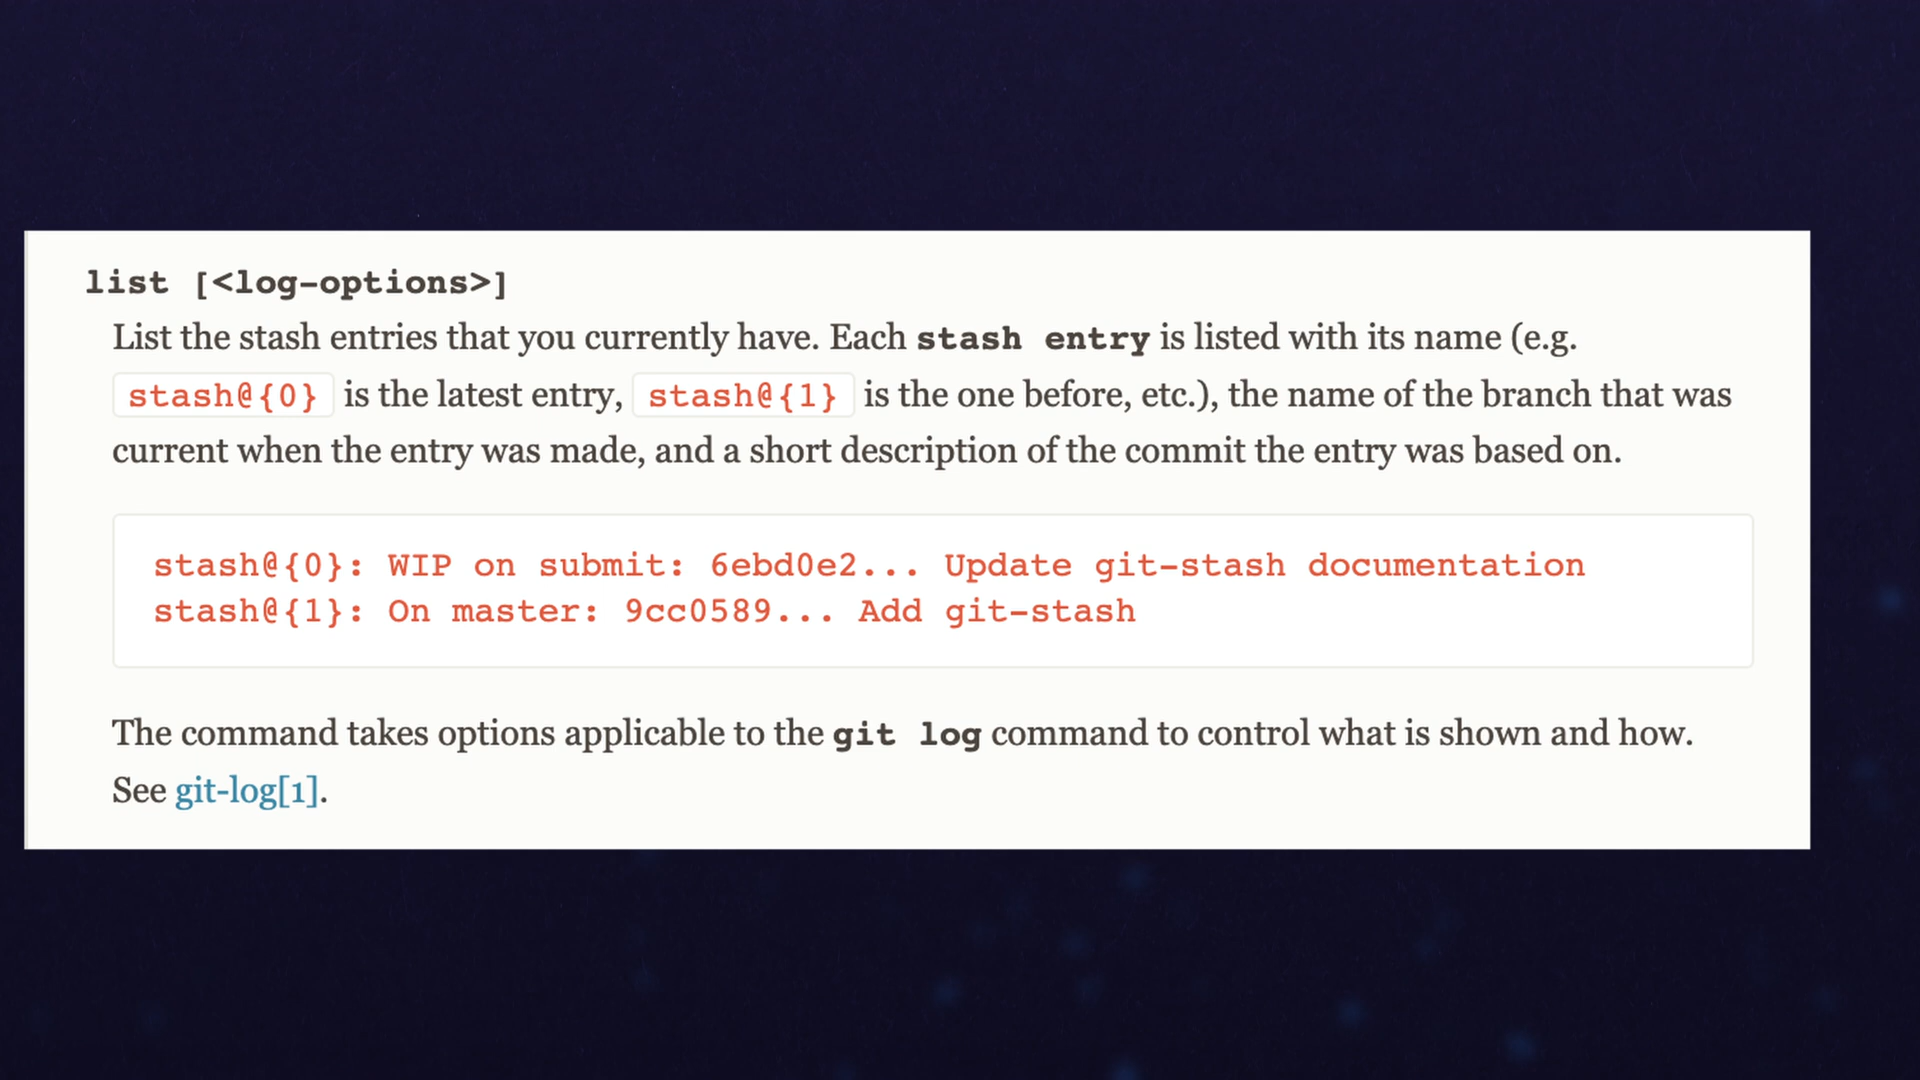 list [<log-options>]
List the stash entries that you currently have. Each stash entry is listed with its name (e.g.
stash@{0} is the latest entry, stash@{1} is the one before, etc.), the name of the branch that was
current when the entry was made, and a short description of the commit the entry was based on.
stash@{0}: WIP on submit: 6ebd0e2... Update git-stash documentation
stash@{1}: On master: 9cc0589... Add git-stash
The command takes options applicable to the git log command to control what is shown and how.
See git-log[1].